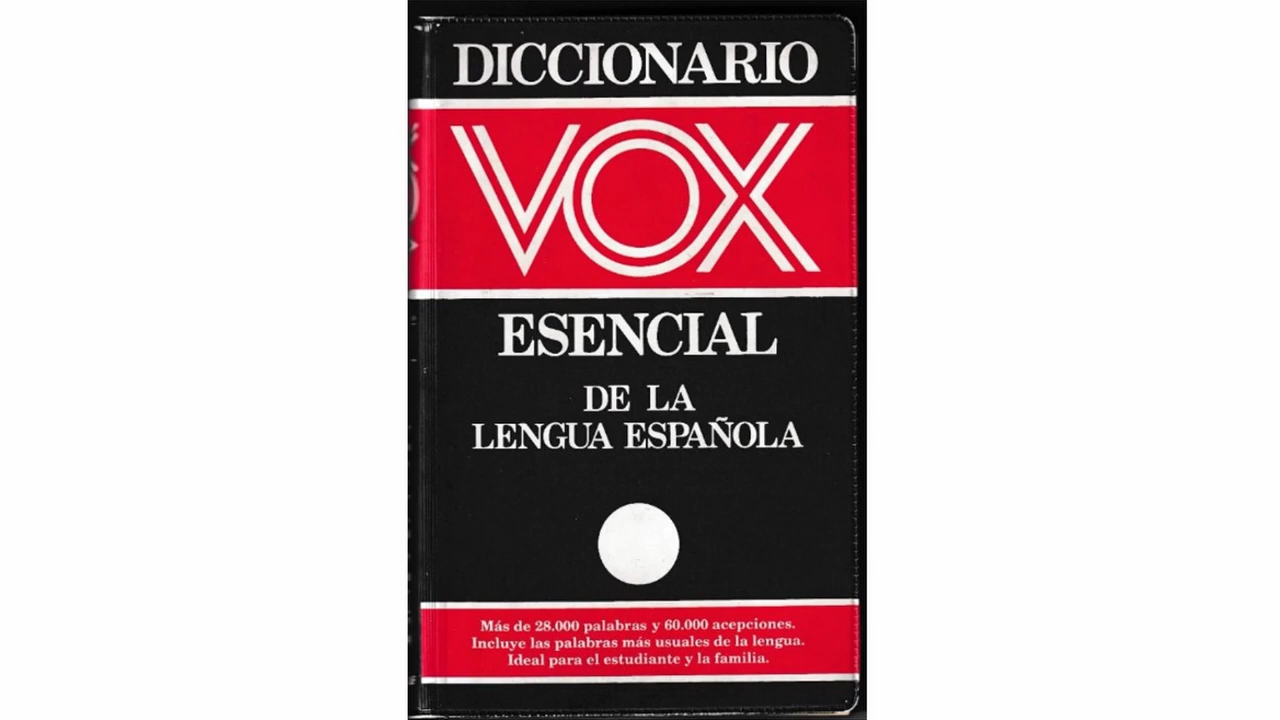 DICCIONARIO
VOX
ESENCIAL
DE LA
LENGUA ESPAÑOLA
Más de 28.000 palabras y 60.000 acepciones.
Incluye las palabras más usuales de la lengua.
Ideal para el estudiante y la familia.